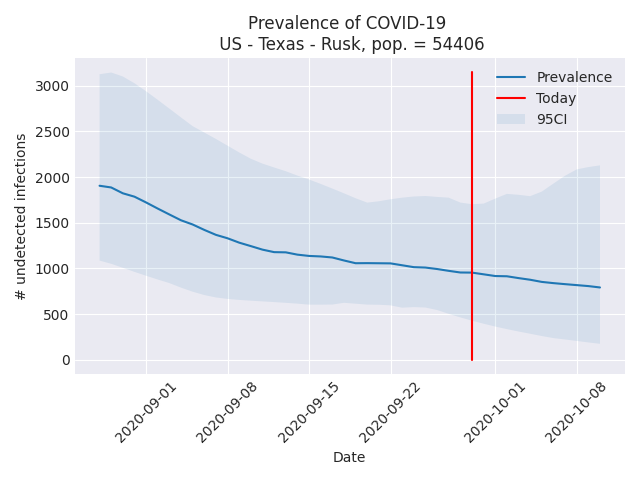 Prevalence of COVID-19
US - Texas - Rusk, pop. = 54406
# undetected infections
3000
2500
2000
1500
1000
500
0
Prevalence
Today
95CI
2020-09-01
2020-09-08
2020-09-15
2020-09-22
2020-10-01
2020-10-08
Date